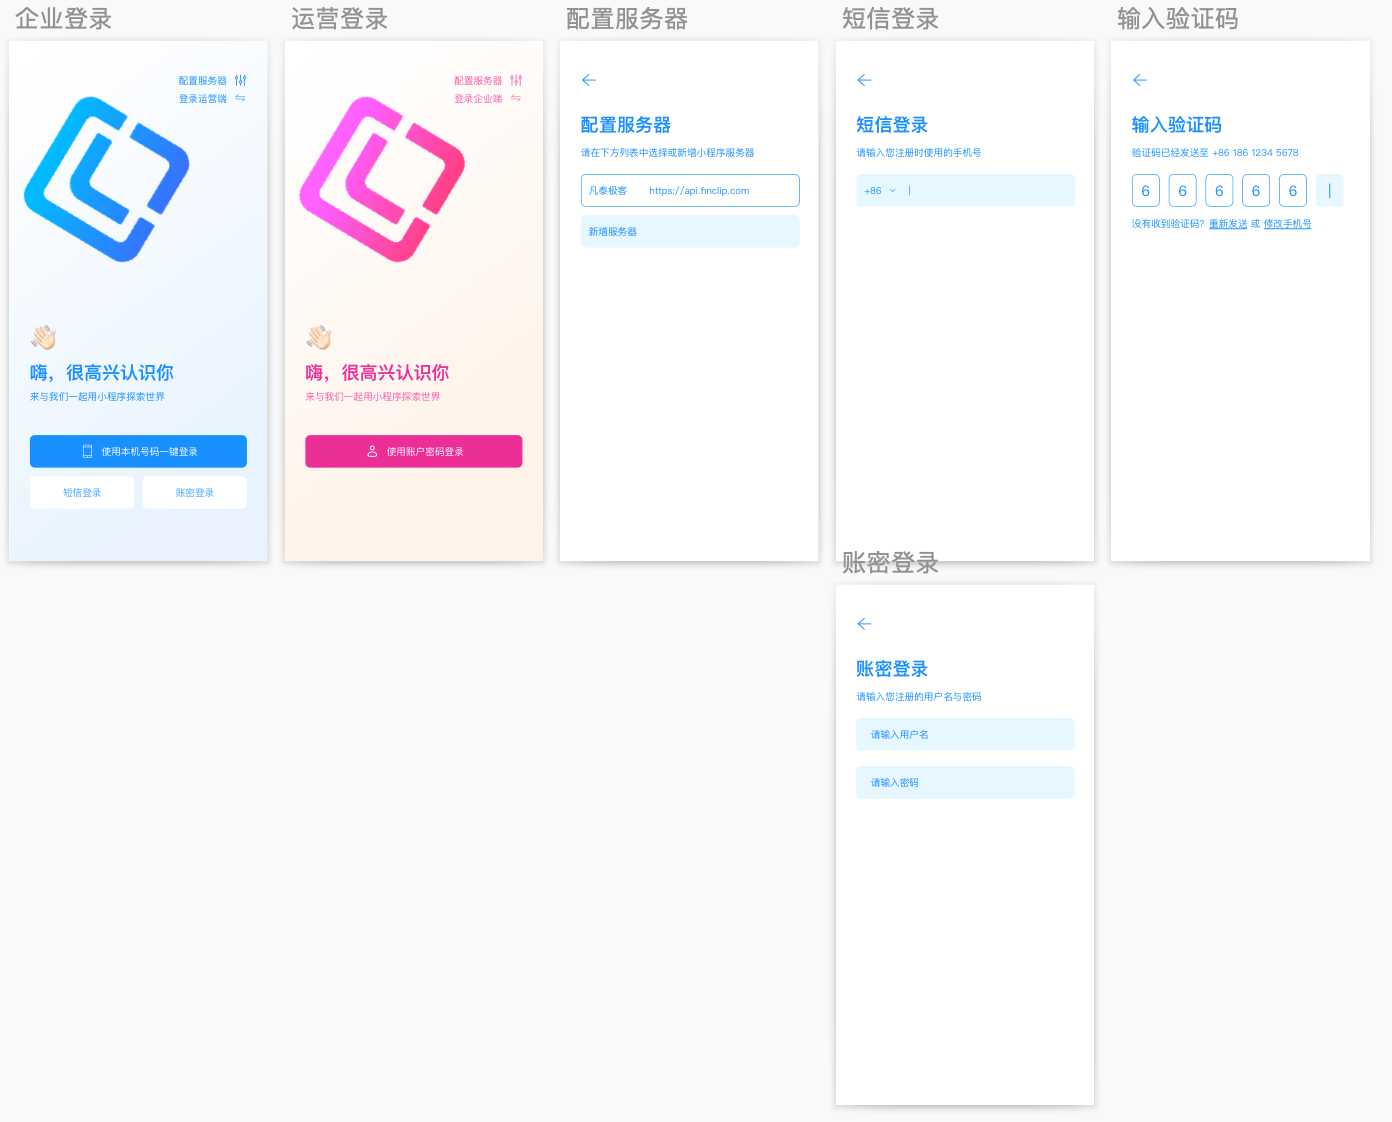 企业登录
配置服务器
登录运营端
嗨，很高兴认识你
来与我们一起用小程序探索世界
使用本机号码一键登录
短信登录
账密登录
运营登录
配置服务器
登录企业端
嗨，很高兴认识你
来与我们一起用小程序探索世界
使用账户密码登录
配置服务器
配置服务器
请在下方列表中选择或新增小程序服务器
凡泰极客 https://api.finclip.com
新增服务器
短信登录
短信登录
请输入您注册时使用的手机号
+86
输入验证码
输入验证码
验证码已经发送至 +86 186 1234 5678
6 6 6 6 6
没有收到验证码？重新发送 或 修改手机号
账密登录
账密登录
请输入您注册的用户名与密码
请输入用户名
请输入密码